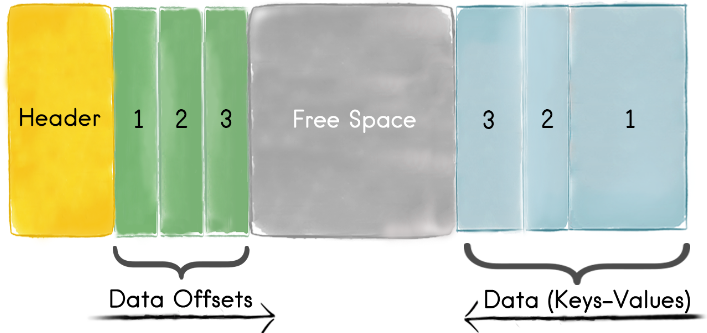 Header
1
2
3
Free Space
3
2
1
Data Offsets
Data (Keys-Values)